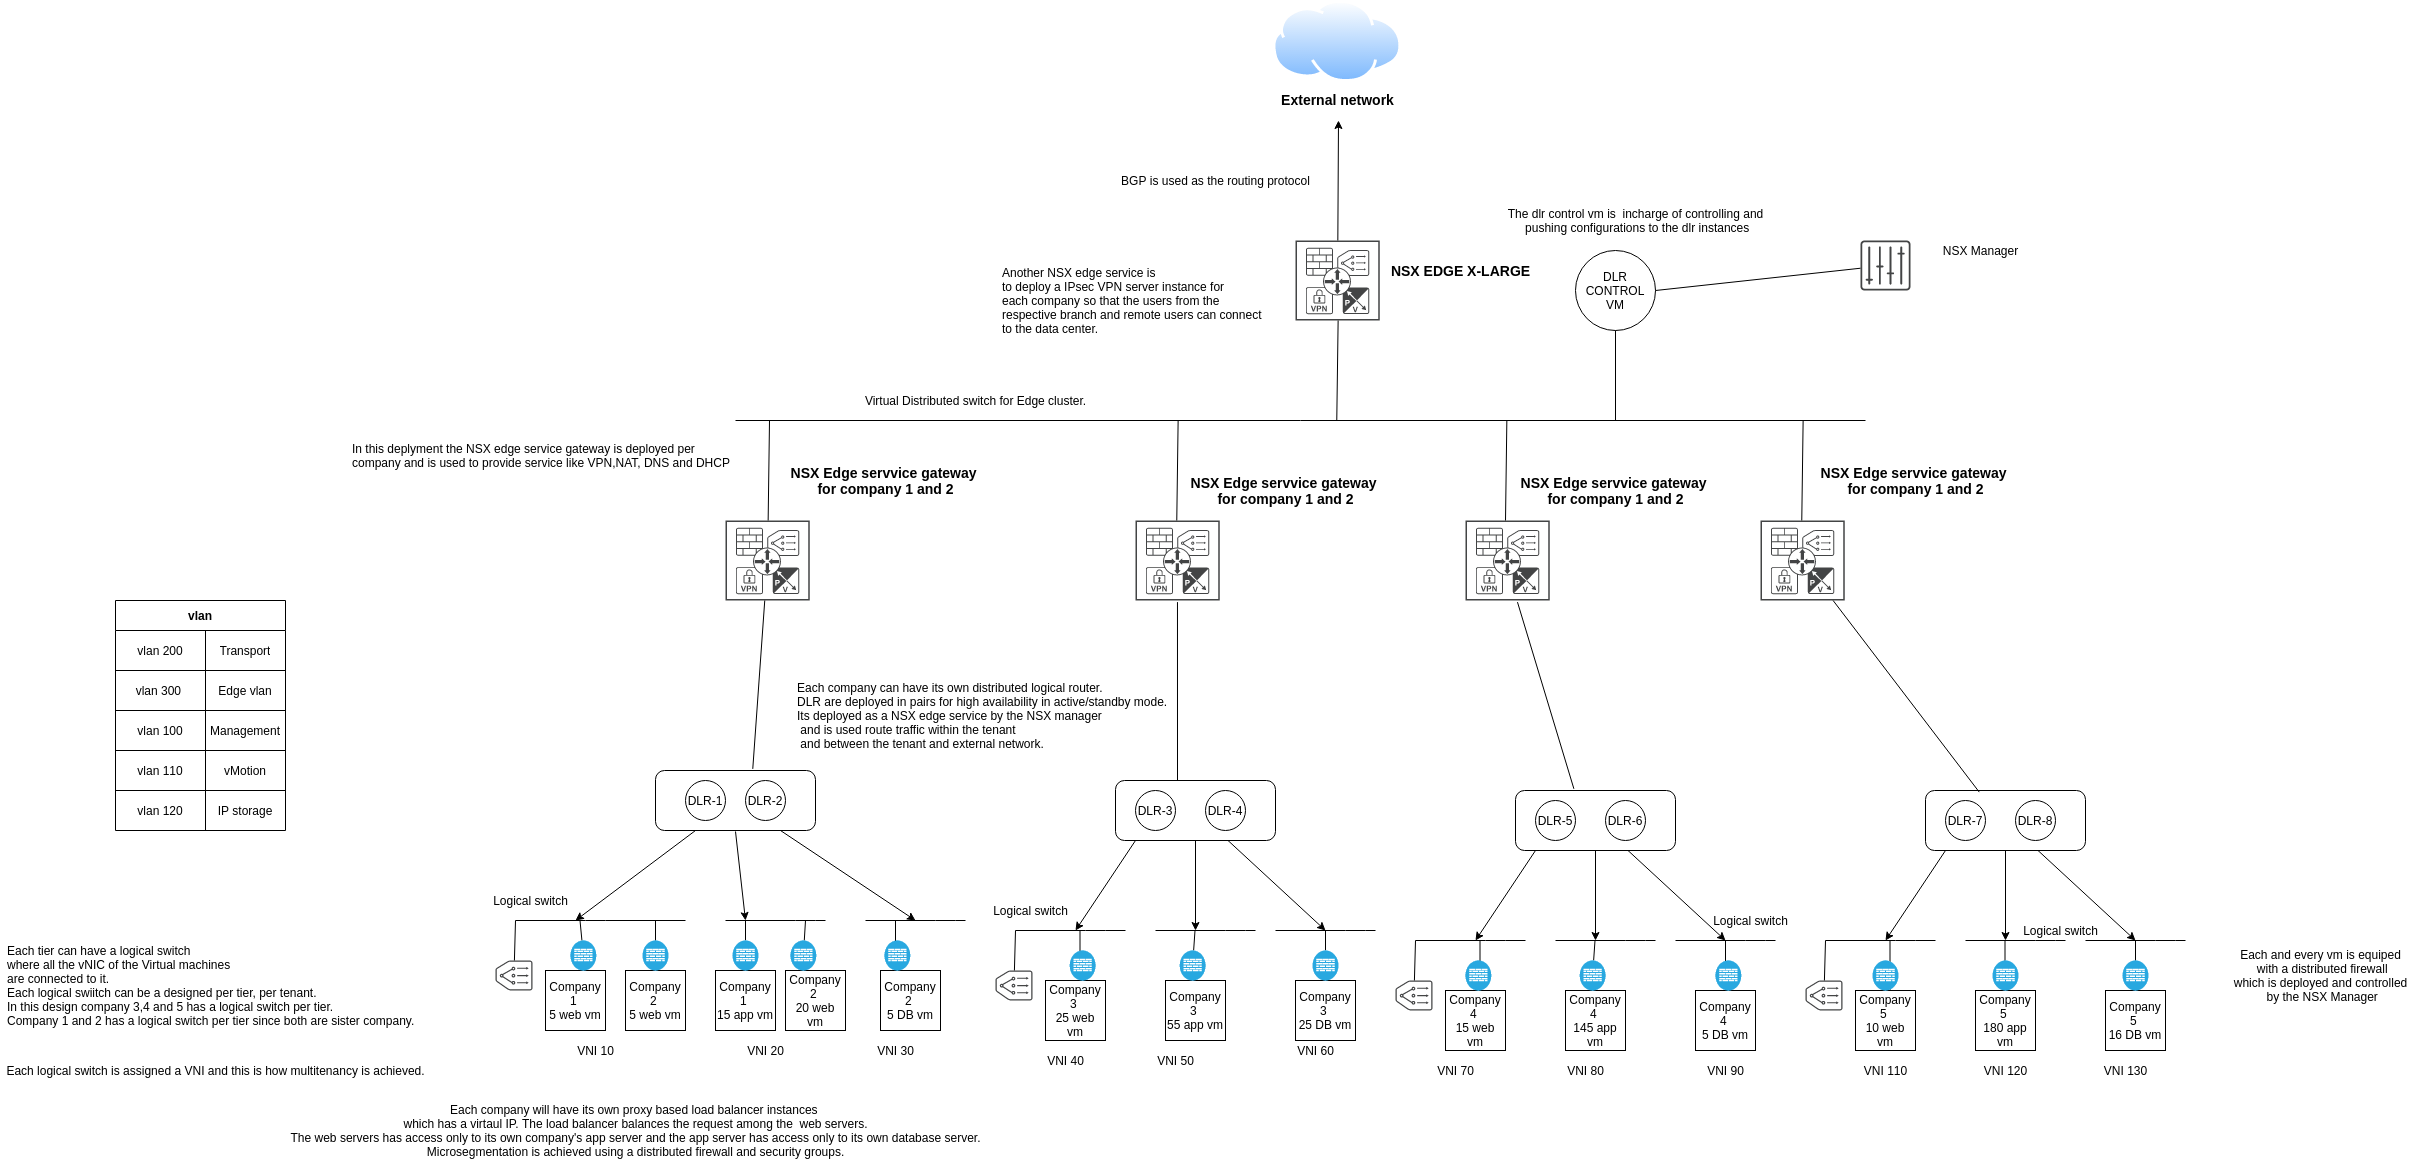 External network
BGP is used as the routing protocol
The dlr control vm is  incharge of controlling and
pushing configurations to the dlr instances
NSX Manager
Another NSX edge service is
to deploy a IPsec VPN server instance for
each company so that the users from the
respective branch and remote users can connect
to the data center.
VPN
P
V
NSX EDGE X-LARGE
DLR
CONTROL
VM
Virtual Distributed switch for Edge cluster.
In this deplyment the NSX edge service gateway is deployed per
company and is used to provide service like VPN,NAT, DNS and DHCP
NSX Edge servvice gateway
for company 1 and 2
NSX Edge servvice gateway
for company 1 and 2
NSX Edge servvice gateway
for company 1 and 2
NSX Edge servvice gateway
for company 1 and 2
VPN
P
V
VPN
P
V
VPN
P
V
VPN
P
V
vlan
vlan 200 Transport
vlan 300 Edge vlan
vlan 100 Management
vlan 110 vMotion
vlan 120 IP storage
Each company can have its own distributed logical router.
DLR are deployed in pairs for high availability in active/standby mode.
Its deployed as a NSX edge service by the NSX manager
and is used route traffic within the tenant
and between the tenant and external network.
DLR-1
DLR-2
DLR-3
DLR-4
DLR-5
DLR-6
DLR-7
DLR-8
Logical switch
Logical switch
Logical switch
Logical switch
Each tier can have a logical switch
where all the vNIC of the Virtual machines
are connected to it.
Each logical swiitch can be a designed per tier, per tenant.
In this design company 3,4 and 5 has a logical switch per tier.
Company 1 and 2 has a logical switch per tier since both are sister company.
Company
1
5 web vm
Company
2
5 web vm
Company
1
15 app vm
Company
2
20 web
vm
Company
2
5 DB vm
Company
3
25 web
vm
Company
3
55 app vm
Company
3
25 DB vm
Company
4
15 web
vm
Company
4
145 app
vm
Company
4
5 DB vm
Company
5
10 web
vm
Company
5
180 app
vm
Company
5
16 DB vm
Each and every vm is equiped
with a distributed firewall
which is deployed and controlled
by the NSX Manager
VNI 10
VNI 20
VNI 30
VNI 40
VNI 50
VNI 60
VNI 70
VNI 80
VNI 90
VNI 110
VNI 120
VNI 130
Each logical switch is assigned a VNI and this is how multitenancy is achieved.
Each company will have its own proxy based load balancer instances
which has a virtaul IP. The load balancer balances the request among the  web servers.
The web servers has access only to its own company's app server and the app server has access only to its own database server.
Microsegmentation is achieved using a distributed firewall and security groups.